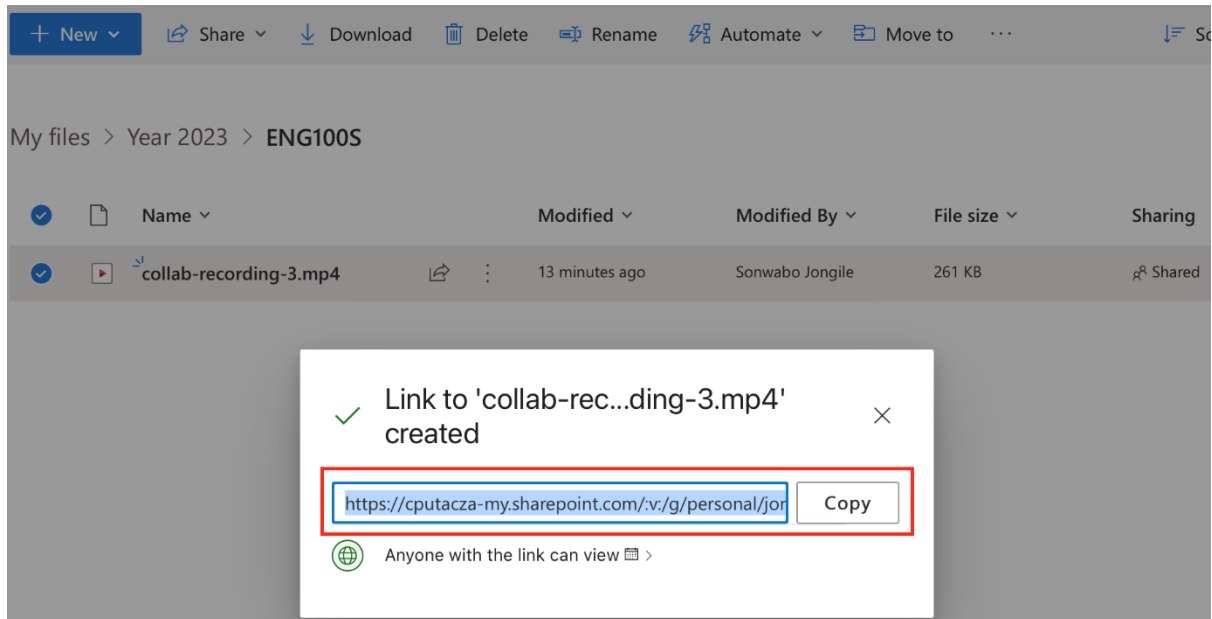 New Share Download Delete Rename Automate Move to ... Sc
My files > Year 2023 > ENG100S
Name Modified Modified By File size Sharing
collab-recording-3.mp4 13 minutes ago Sonwabo Jongile 261 KB Shared
Link to 'collab-rec...ding-3.mp4'
created
https://cputacza-my.sharepoint.com/:v:/g/personal/jor Copy
Anyone with the link can view >